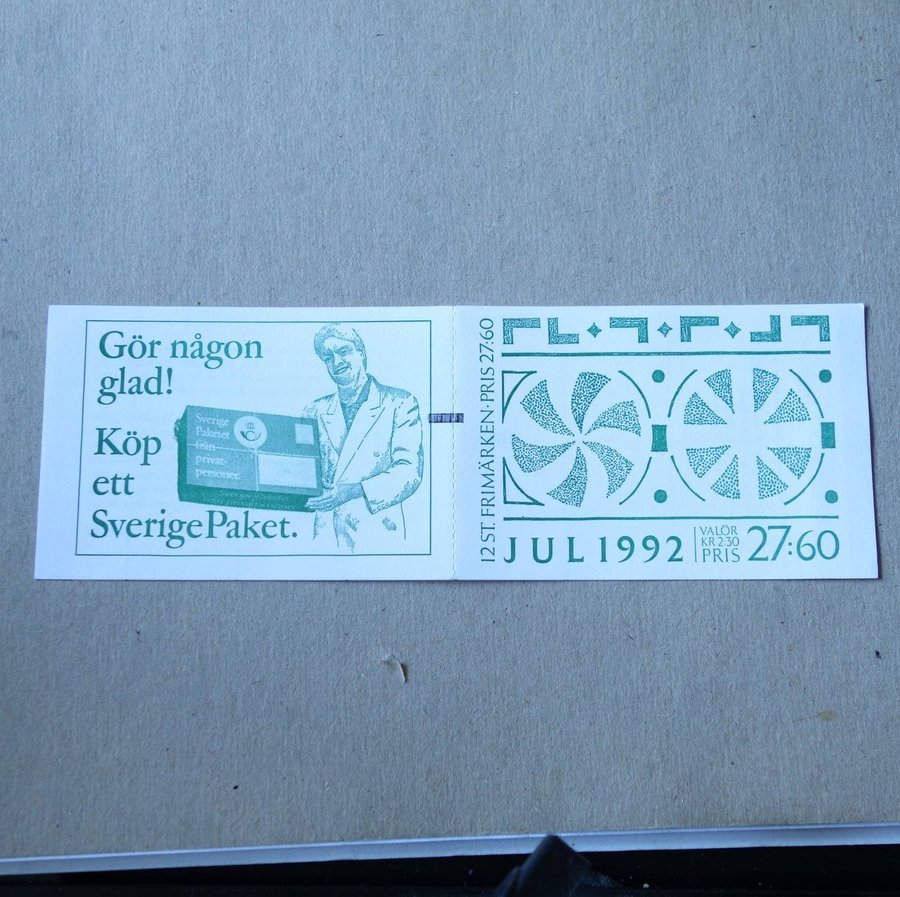 Gör någon
glad!
Köp
ett
SverigePaket.
Sverige
Paketet
från
privat-
personer.
12 ST. FRIMÄRKEN · PRIS 27:60
JUL 1992
VALÖR
KR 2:30
PRIS 27:60